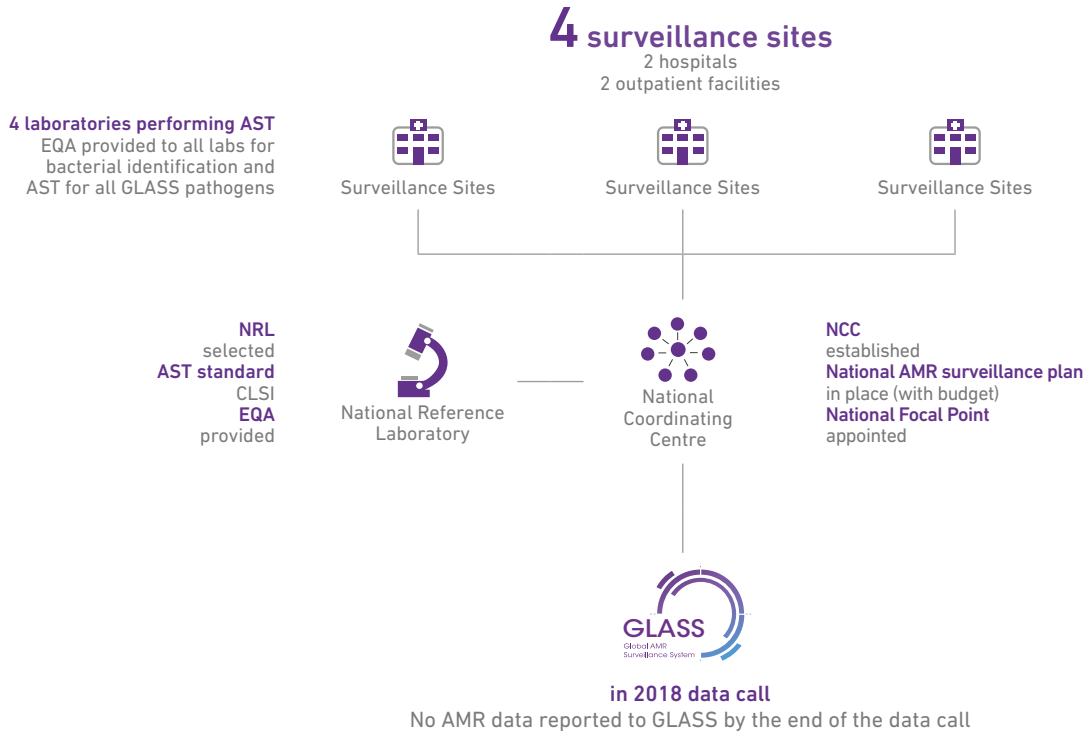 4 surveillance sites
2 hospitals
2 outpatient facilities
4 laboratories performing AST
EQA provided to all labs for
bacterial identification and
AST for all GLASS pathogens
Surveillance Sites
Surveillance Sites
Surveillance Sites
NRL
selected
AST standard
CLSI
EQA
provided
National Reference
Laboratory
National
Coordinating
Centre
NCC
established
National AMR surveillance plan
in place (with budget)
National Focal Point
appointed
GLASS
Global AMR
Surveillance System
in 2018 data call
No AMR data reported to GLASS by the end of the data call